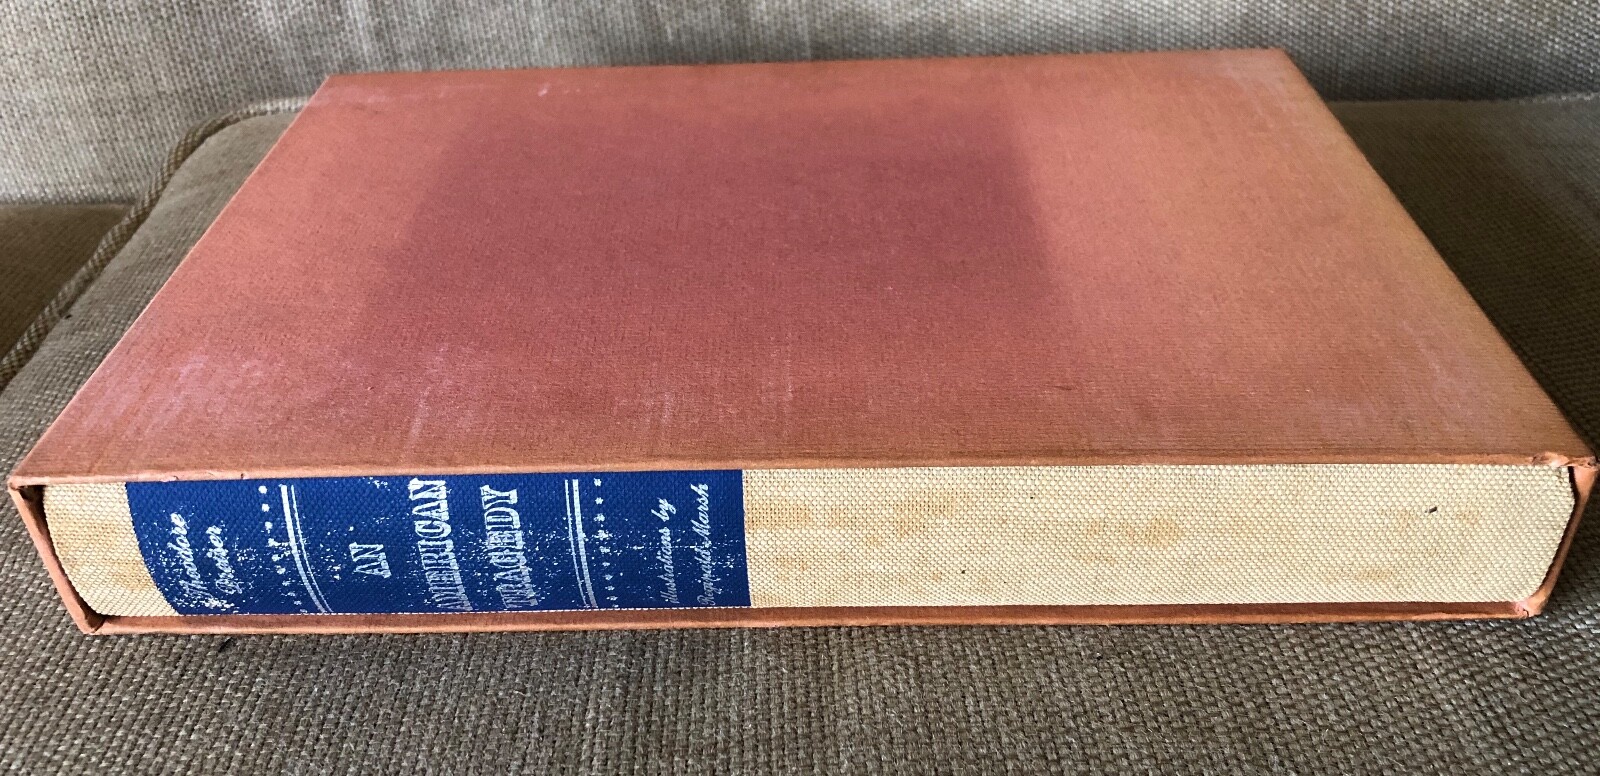 Theodore
Dreiser
AN
AMERICAN
TRAGEDY
illustrations by
Reginald Marsh